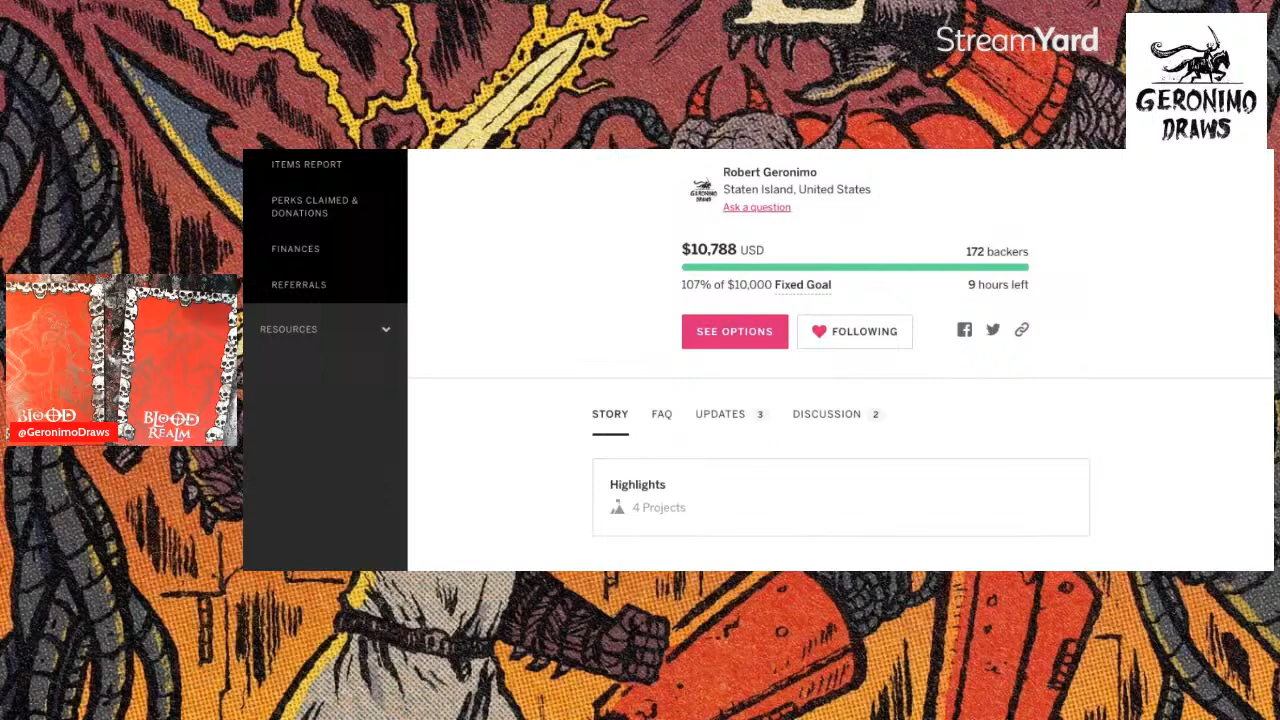 StreamYard
GERONIMO
DRAWS
ITEMS REPORT
PERKS CLAIMED &
DONATIONS
FINANCES
REFERRALS
RESOURCES
GERONIMO
DRAWS
Robert Geronimo
Staten Island, United States
Ask a question
$10,788 USD
172 backers
107% of $10,000 Fixed Goal
9 hours left
SEE OPTIONS
FOLLOWING
STORY
FAQ
UPDATES 3
DISCUSSION 2
Highlights
4 Projects
BLOOD
@GeronimoDraws
BLOOD
REALM